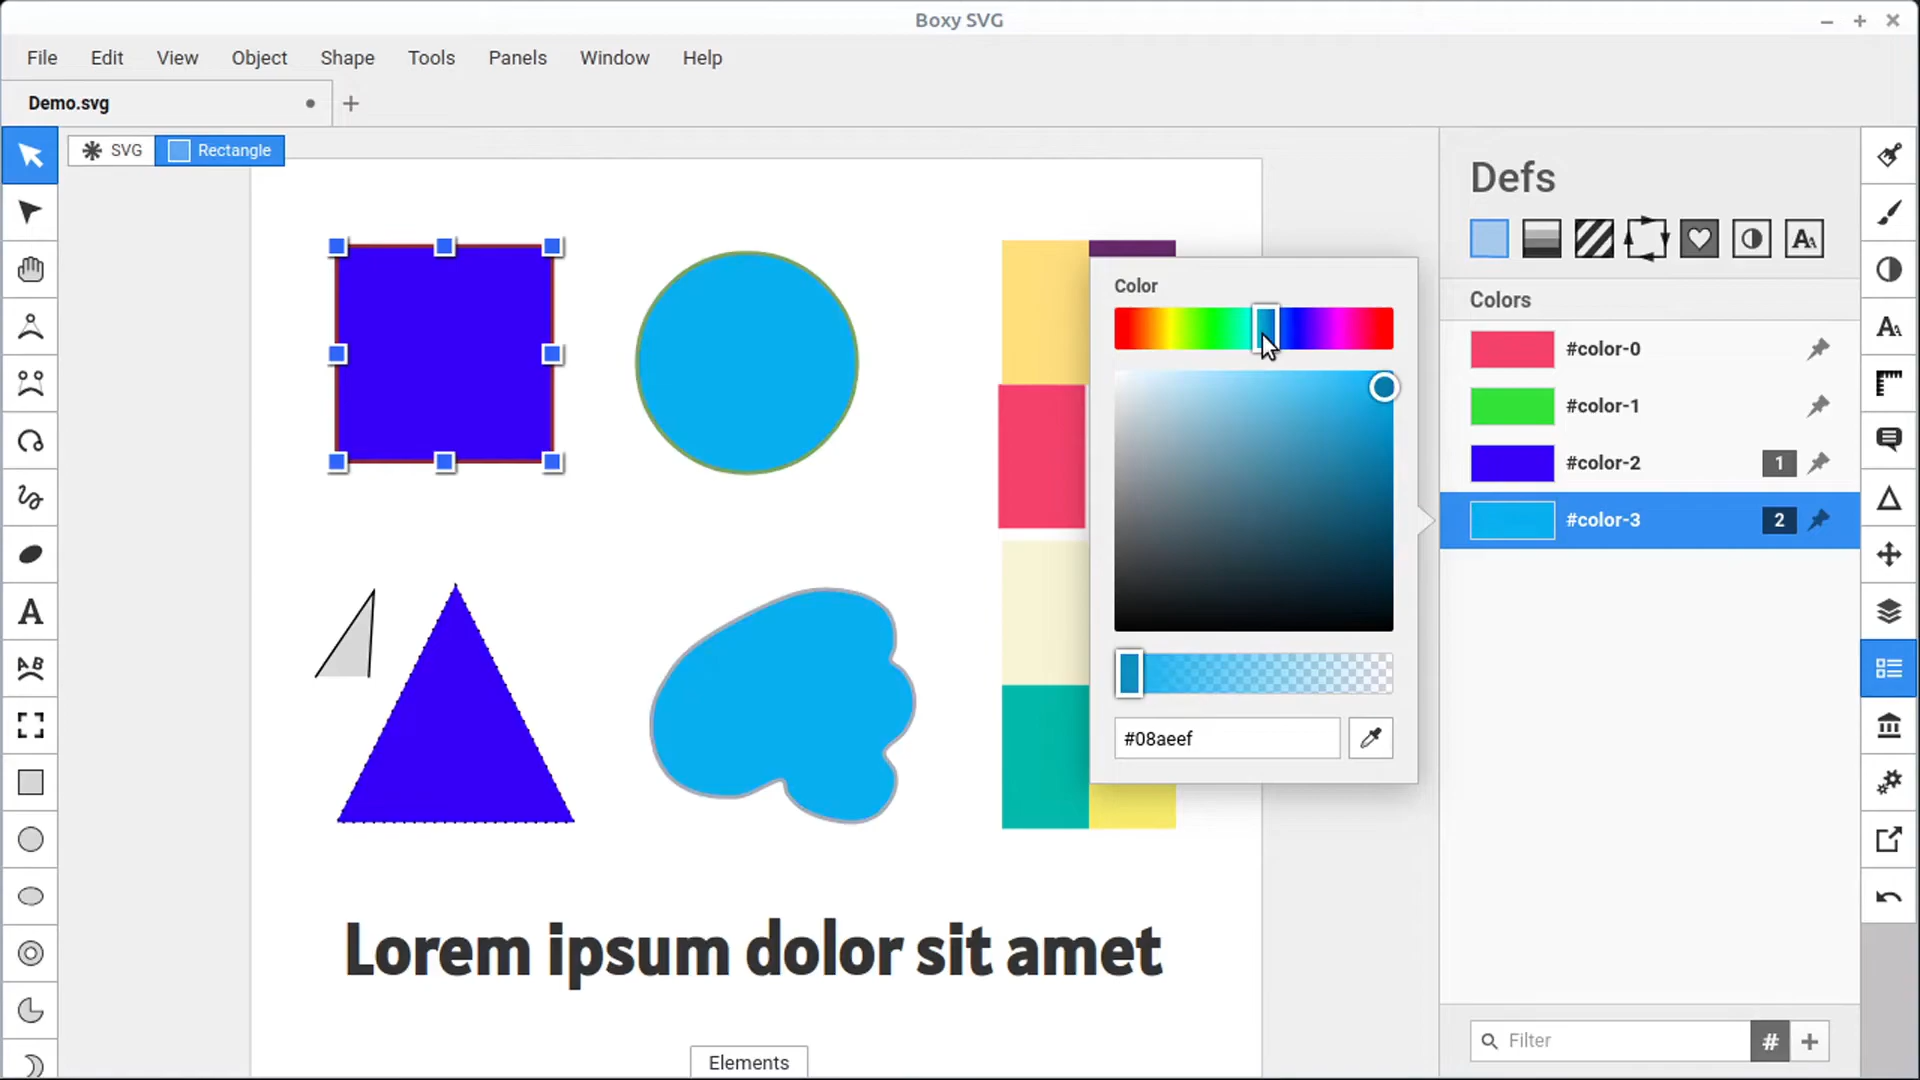 Boxy SVG
File Edit View Object Shape Tools Panels Window Help
Demo.svg
SVG Rectangle
Defs
Colors
#color-0
#color-1
#color-2 1
#color-3 2
Color
#08aeef
Lorem ipsum dolor sit amet
Elements
Filter #